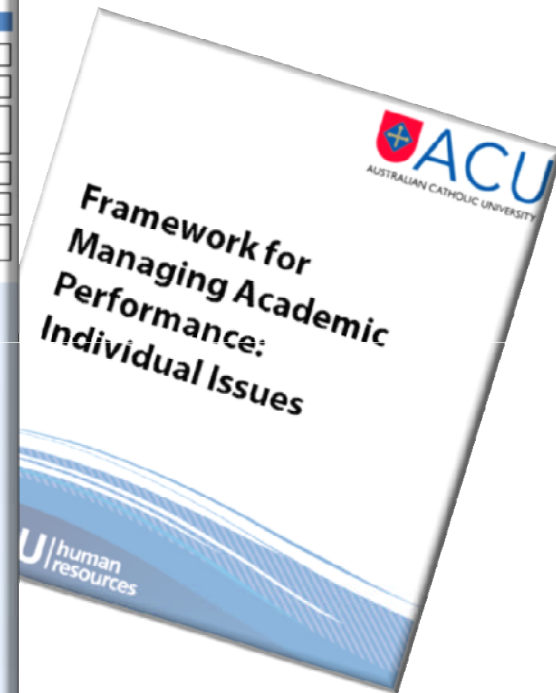 ACU
AUSTRALIAN CATHOLIC UNIVERSITY
Framework for
Managing Academic
Performance:
Individual Issues
U human
resources